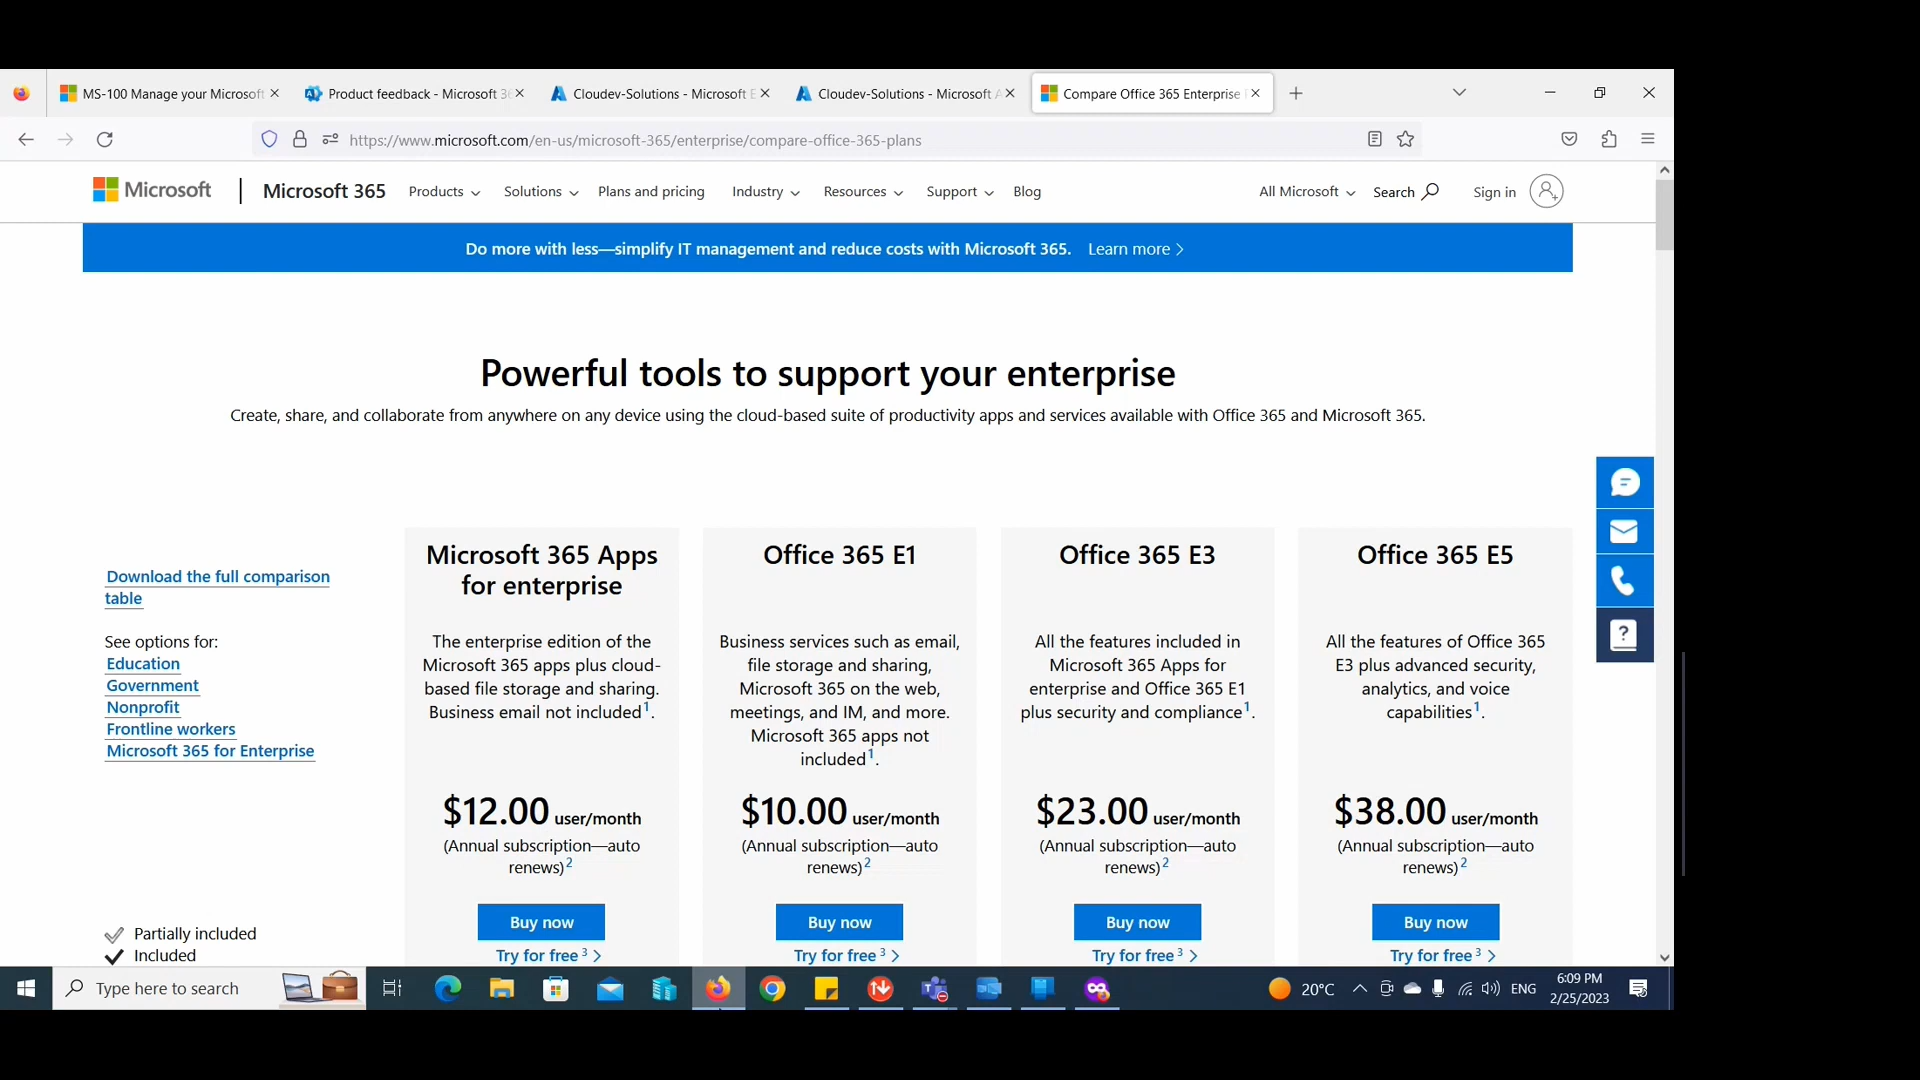 MS-100 Manage your Microsoft
Product feedback - Microsoft 36
Cloudev-Solutions - Microsoft E
Cloudev-Solutions - Microsoft A
Compare Office 365 Enterprise
https://www.microsoft.com/en-us/microsoft-365/enterprise/compare-office-365-plans
Microsoft
Microsoft 365
Products
Solutions
Plans and pricing
Industry
Resources
Support
Blog
All Microsoft
Search
Sign in
Do more with less—simplify IT management and reduce costs with Microsoft 365. Learn more >
Powerful tools to support your enterprise
Create, share, and collaborate from anywhere on any device using the cloud-based suite of productivity apps and services available with Office 365 and Microsoft 365.
Download the full comparison
table
See options for:
Education
Government
Nonprofit
Frontline workers
Microsoft 365 for Enterprise
Partially included
Included
Microsoft 365 Apps
for enterprise
The enterprise edition of the
Microsoft 365 apps plus cloud-
based file storage and sharing.
Business email not included1.
$12.00 user/month
(Annual subscription—auto
renews)2
Buy now
Try for free 3 >
Office 365 E1
Business services such as email,
file storage and sharing,
Microsoft 365 on the web,
meetings, and IM, and more.
Microsoft 365 apps not
included1.
$10.00 user/month
(Annual subscription—auto
renews)2
Buy now
Try for free 3 >
Office 365 E3
All the features included in
Microsoft 365 Apps for
enterprise and Office 365 E1
plus security and compliance1.
$23.00 user/month
(Annual subscription—auto
renews)2
Buy now
Try for free 3 >
Office 365 E5
All the features of Office 365
E3 plus advanced security,
analytics, and voice
capabilities1.
$38.00 user/month
(Annual subscription—auto
renews)2
Buy now
Try for free 3 >
Type here to search
20°C
ENG
6:09 PM
2/25/2023